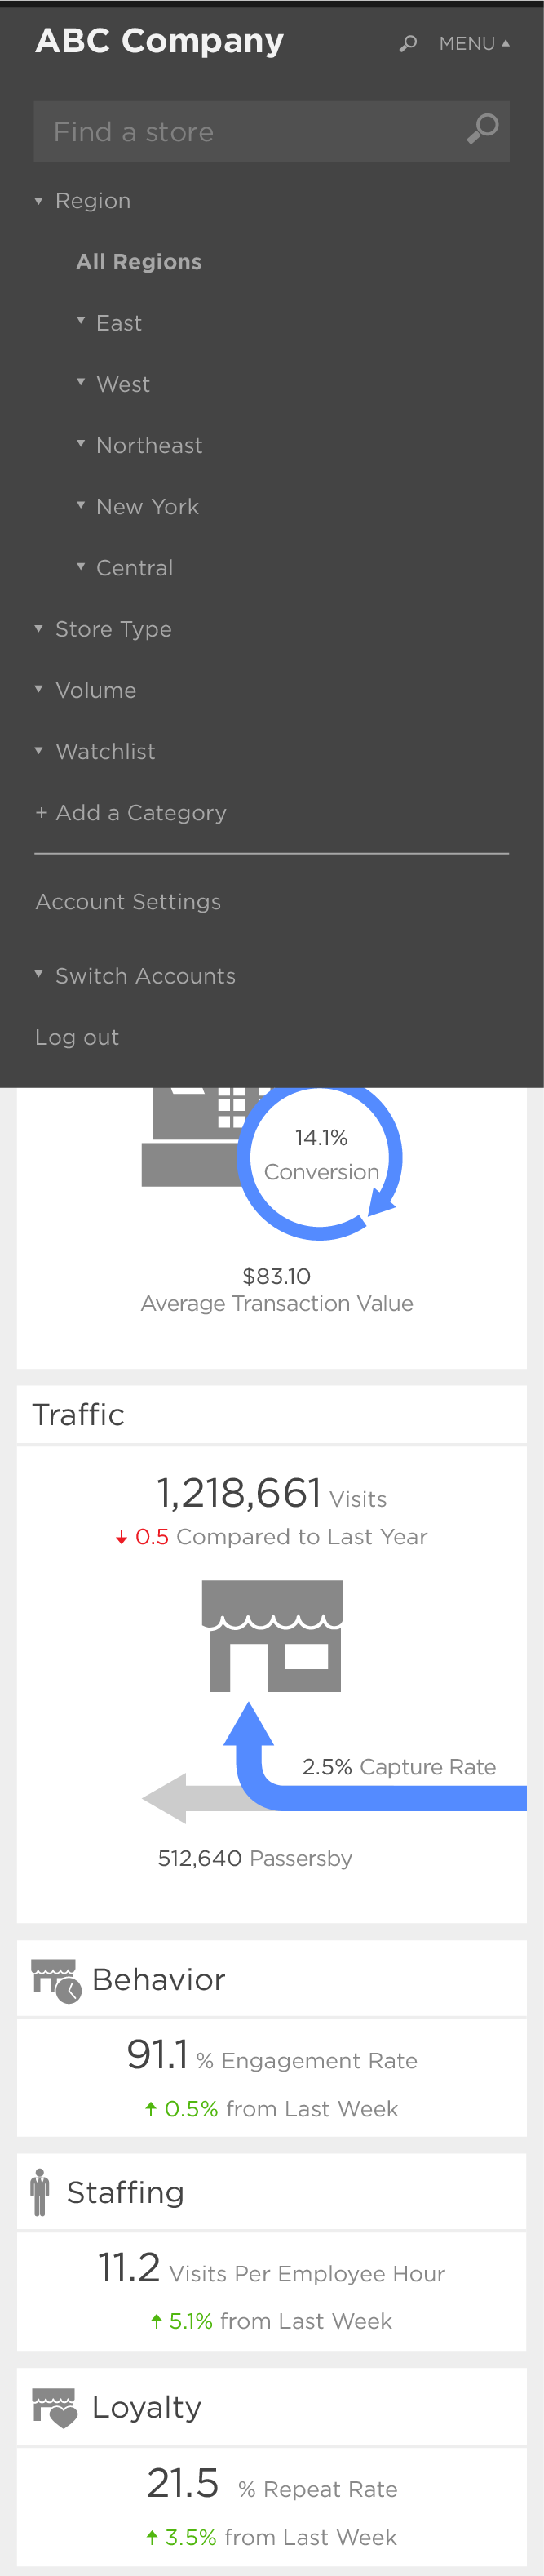 ABC Company
MENU
Find a store
Region
All Regions
East
West
Northeast
New York
Central
Store Type
Volume
Watchlist
+ Add a Category
Account Settings
Switch Accounts
Log out
14.1%
Conversion
$83.10
Average Transaction Value
Traffic
1,218,661 Visits
0.5 Compared to Last Year
2.5% Capture Rate
512,640 Passersby
Behavior
91.1 % Engagement Rate
0.5% from Last Week
Staffing
11.2 Visits Per Employee Hour
5.1% from Last Week
Loyalty
21.5 % Repeat Rate
3.5% from Last Week